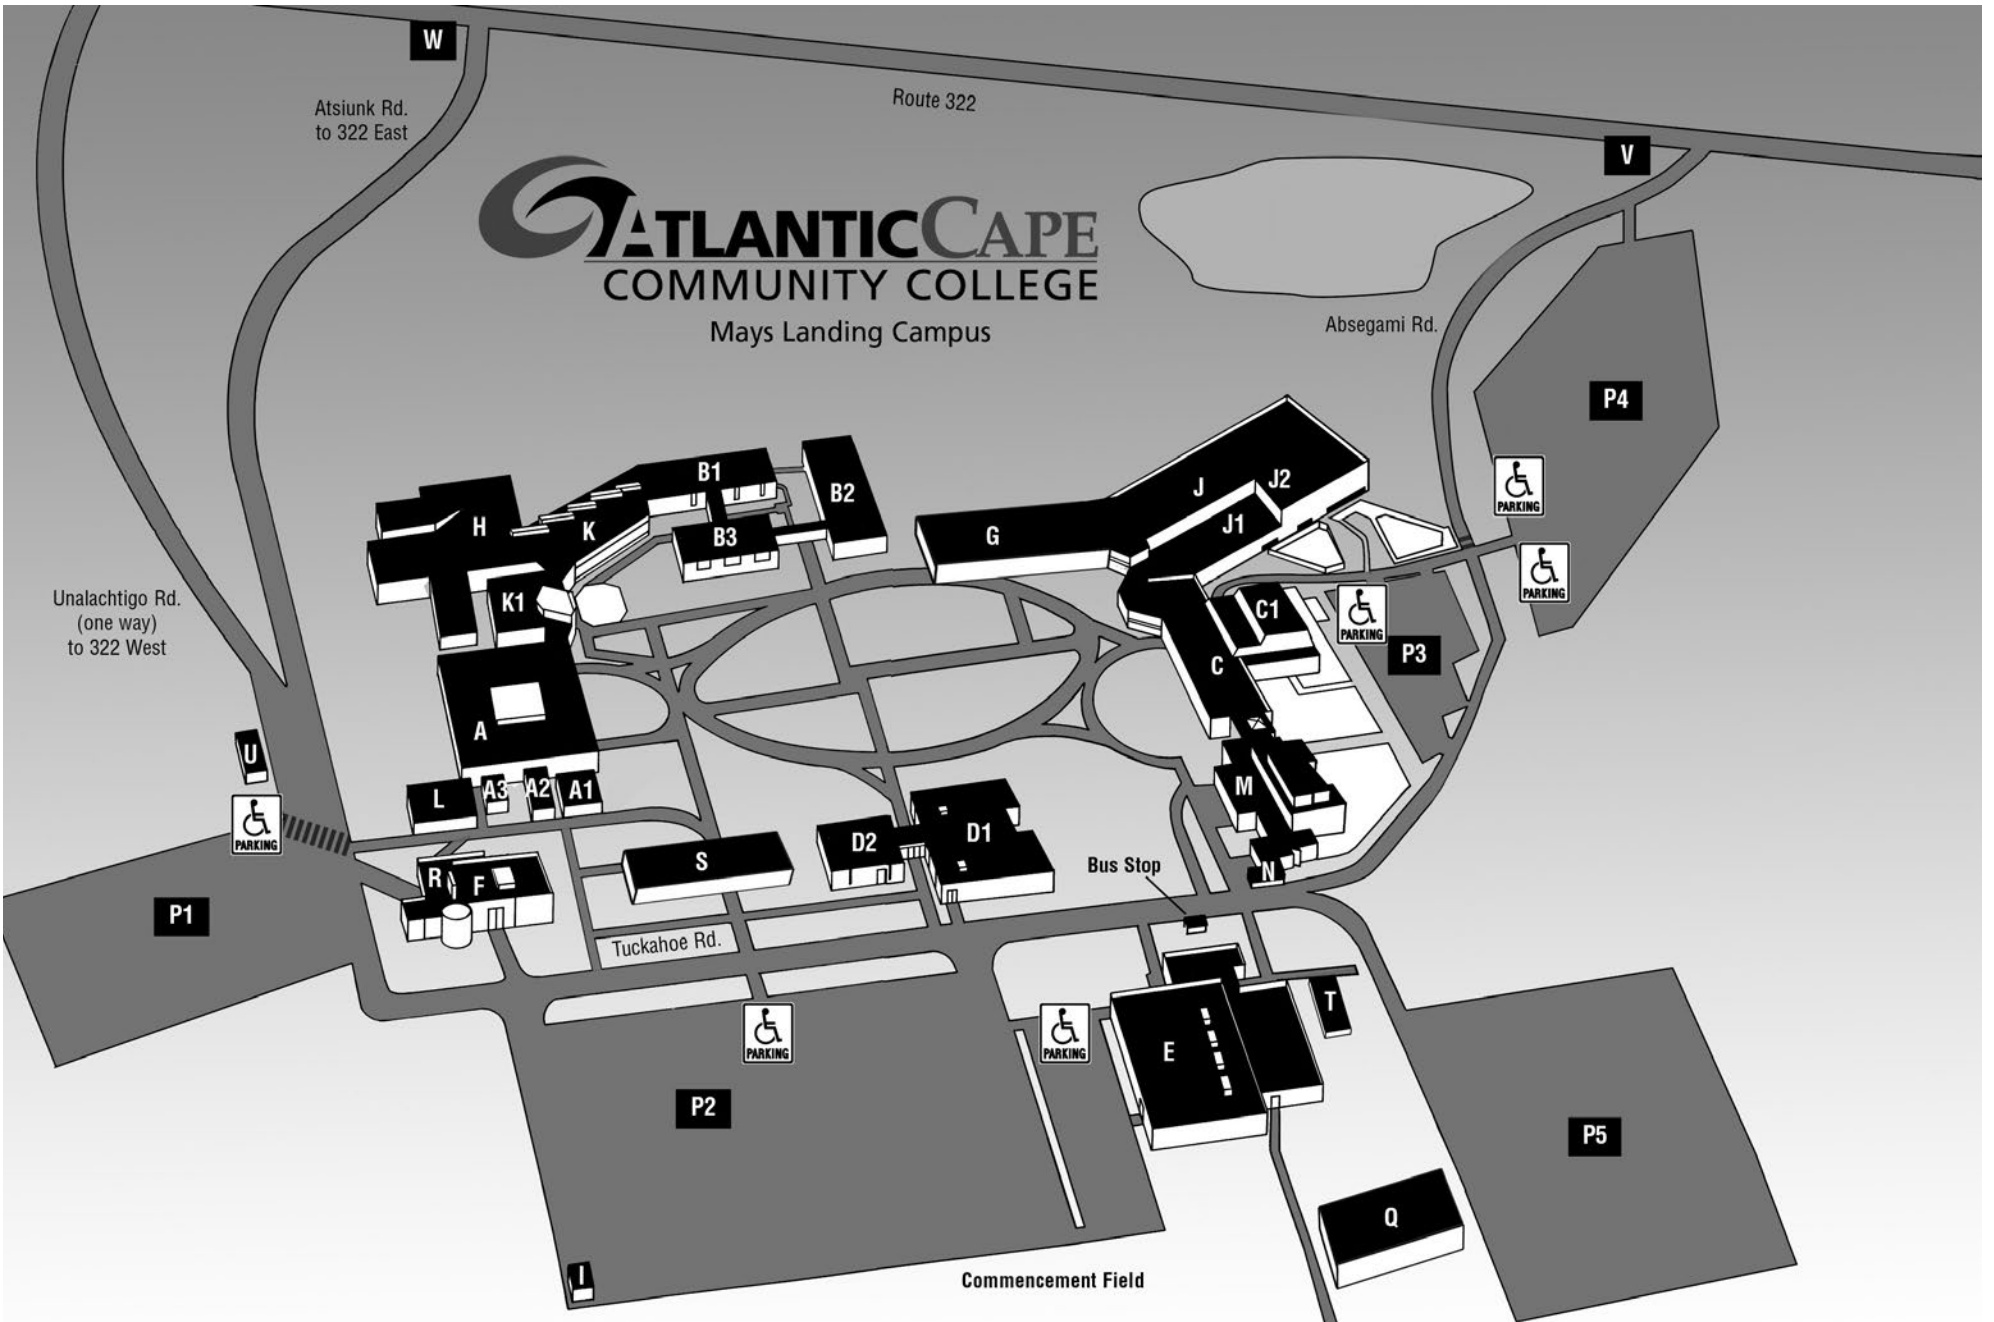 W
Atsiunk Rd.
to 322 East
Route 322
V
ATLANTICCAPE
COMMUNITY COLLEGE
Mays Landing Campus
Absegami Rd.
P4
B1
B2
H
K
B3
J
J2
J1
G
PARKING
PARKING
K1
C1
PARKING
Unalachtigo Rd.
(one way)
to 322 West
P3
C
A
U
A3
A2
A1
L
M
PARKING
S
D2
D1
Bus Stop
N
R
F
P1
Tuckahoe Rd.
T
PARKING
PARKING
E
P2
P5
Q
I
Commencement Field